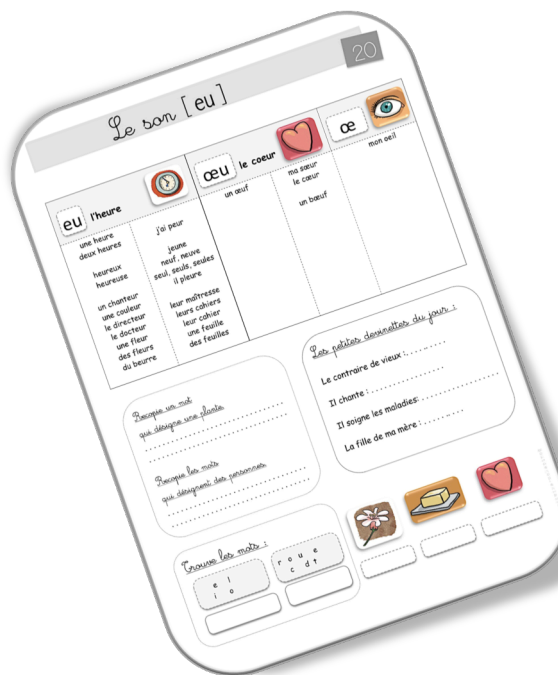 20
Le son [ eu ]
eu l'heure
une heure
deux heures
heureux
heureuse
un chanteur
une couleur
le directeur
le docteur
une fleur
des fleurs
du beurre
j'ai peur
jeune
neuf, neuve
seul, seuls, seules
il pleure
leur maîtresse
leurs cahiers
leur cahier
une feuille
des feuilles
œu le coeur
un œuf
ma sœur
le cœur
un bœuf
œ
mon oeil
Recopie un mot
qui désigne une plante
Recopie les mots
qui désignent des personnes
Les petites devinettes du jour :
Le contraire de vieux :
Il chante :
Il soigne les maladies:
La fille de ma mère :
Trouve les mots :
e l
i o
r o u e
c d t